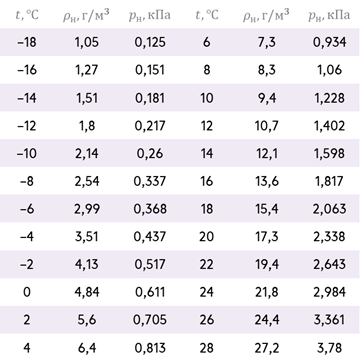 t, °C ρн, г/м³ pн, кПа t, °C ρн, г/м³ pн, кПа
–18 1,05 0,125 6 7,3 0,934
–16 1,27 0,151 8 8,3 1,06
–14 1,51 0,181 10 9,4 1,228
–12 1,8 0,217 12 10,7 1,402
–10 2,14 0,26 14 12,1 1,598
–8 2,54 0,337 16 13,6 1,817
–6 2,99 0,368 18 15,4 2,063
–4 3,51 0,437 20 17,3 2,338
–2 4,13 0,517 22 19,4 2,643
0 4,84 0,611 24 21,8 2,984
2 5,6 0,705 26 24,4 3,361
4 6,4 0,813 28 27,2 3,78